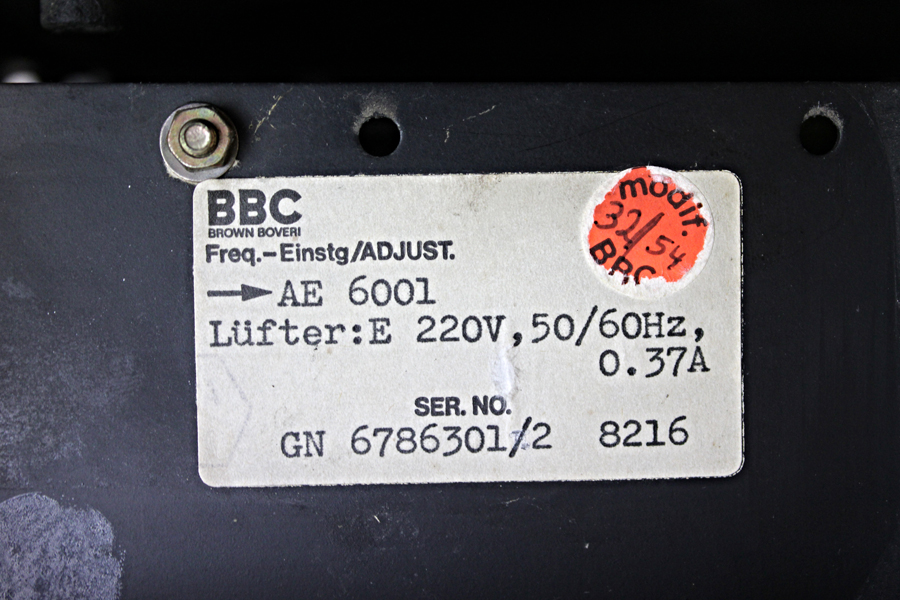 BBC
BROWN BOVERI
Freq.-Einstg/ADJUST.
AE 6001
Lüfter:E 220V,50/60Hz,
0.37A
SER. NO.
GN 6786301/2 8216
modif.
32/54
BBC